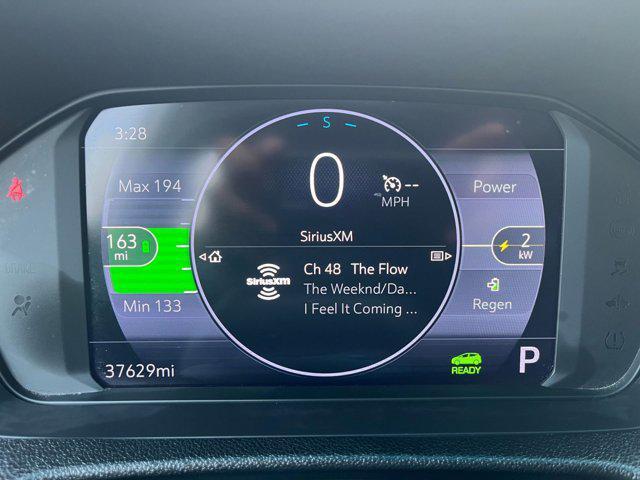 3:28
S
Max 194
0
--
MPH
Power
163
mi
2
kW
SiriusXM
Ch 48 The Flow
SiriusXM
The Weeknd/Da...
I Feel It Coming ...
Min 133
Regen
37629mi
READY
P
BRAKE